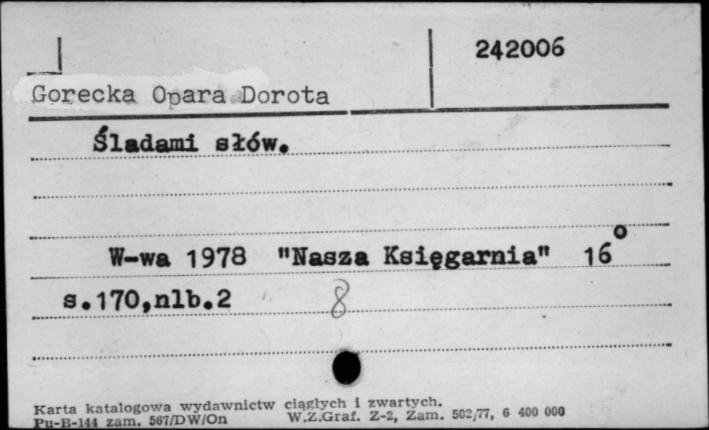 242006
Gorecka Opara Dorota
Śladami słów.
W-wa 1978 "Nasza Księgarnia" 16°
s.170,nlb.2 8
Karta katalogowa wydawnictw ciągłych i zwartych.
Pu-B-144 zam. 567/DW/On W.Z.Graf. Z-2, Zam. 502/77, 6 400 000